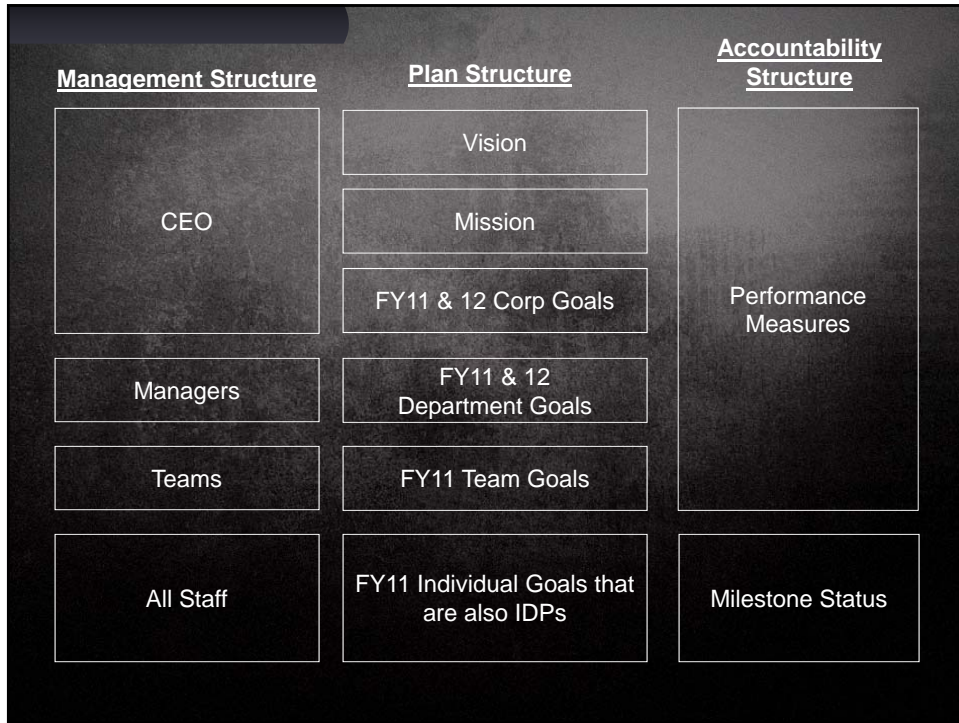 Management Structure
CEO
Managers
Teams
All Staff
Plan Structure
Vision
Mission
FY11 & 12 Corp Goals
FY11 & 12
Department Goals
FY11 Team Goals
FY11 Individual Goals that
are also IDPs
Accountability
Structure
Performance
Measures
Milestone Status